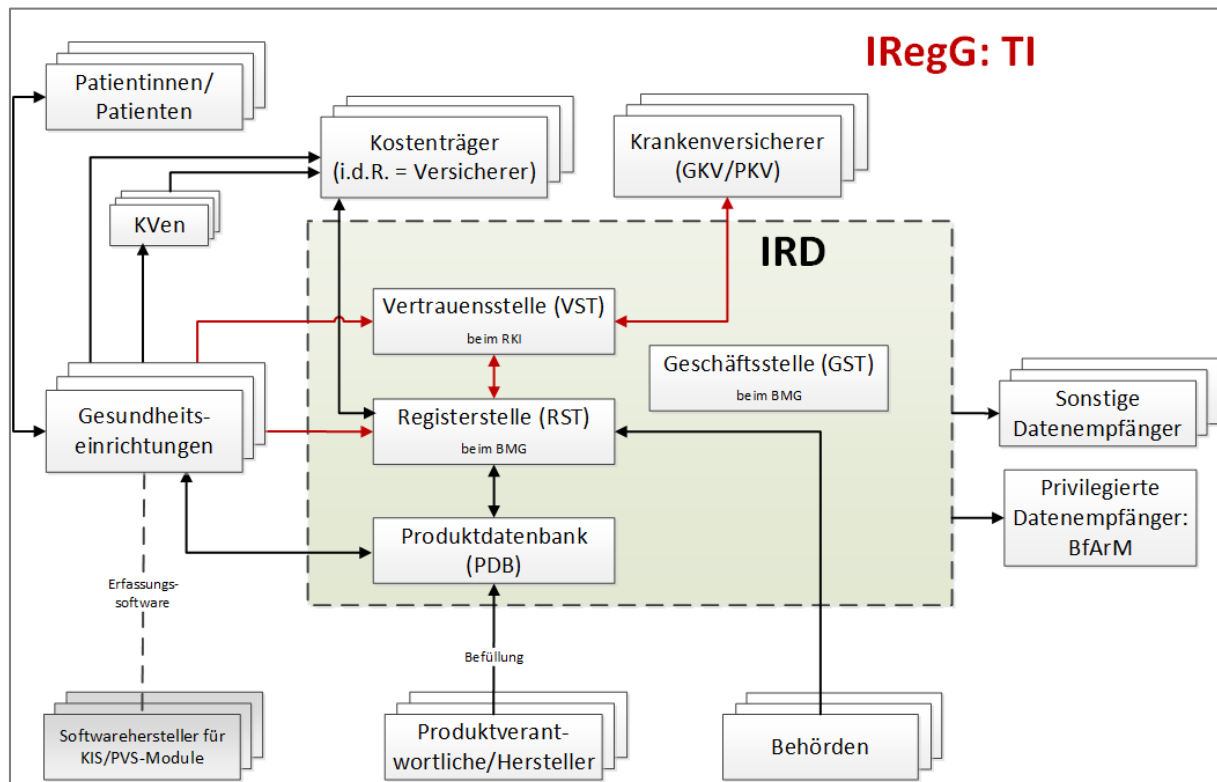 IRegG: TI
Patientinnen/
Patienten
Kostenträger
(i.d.R. = Versicherer)
Krankenversicherer
(GKV/PKV)
KVen
IRD
Vertrauensstelle (VST)
beim RKI
Geschäftsstelle (GST)
beim BMG
Gesundheits-
einrichtungen
Registerstelle (RST)
beim BMG
Sonstige
Datenempfänger
Privilegierte
Datenempfänger:
BfArM
Produktdatenbank
(PDB)
Erfassungs-
software
Befüllung
Softwarehersteller für
KIS/PVS-Module
Produktverant-
wortliche/Hersteller
Behörden